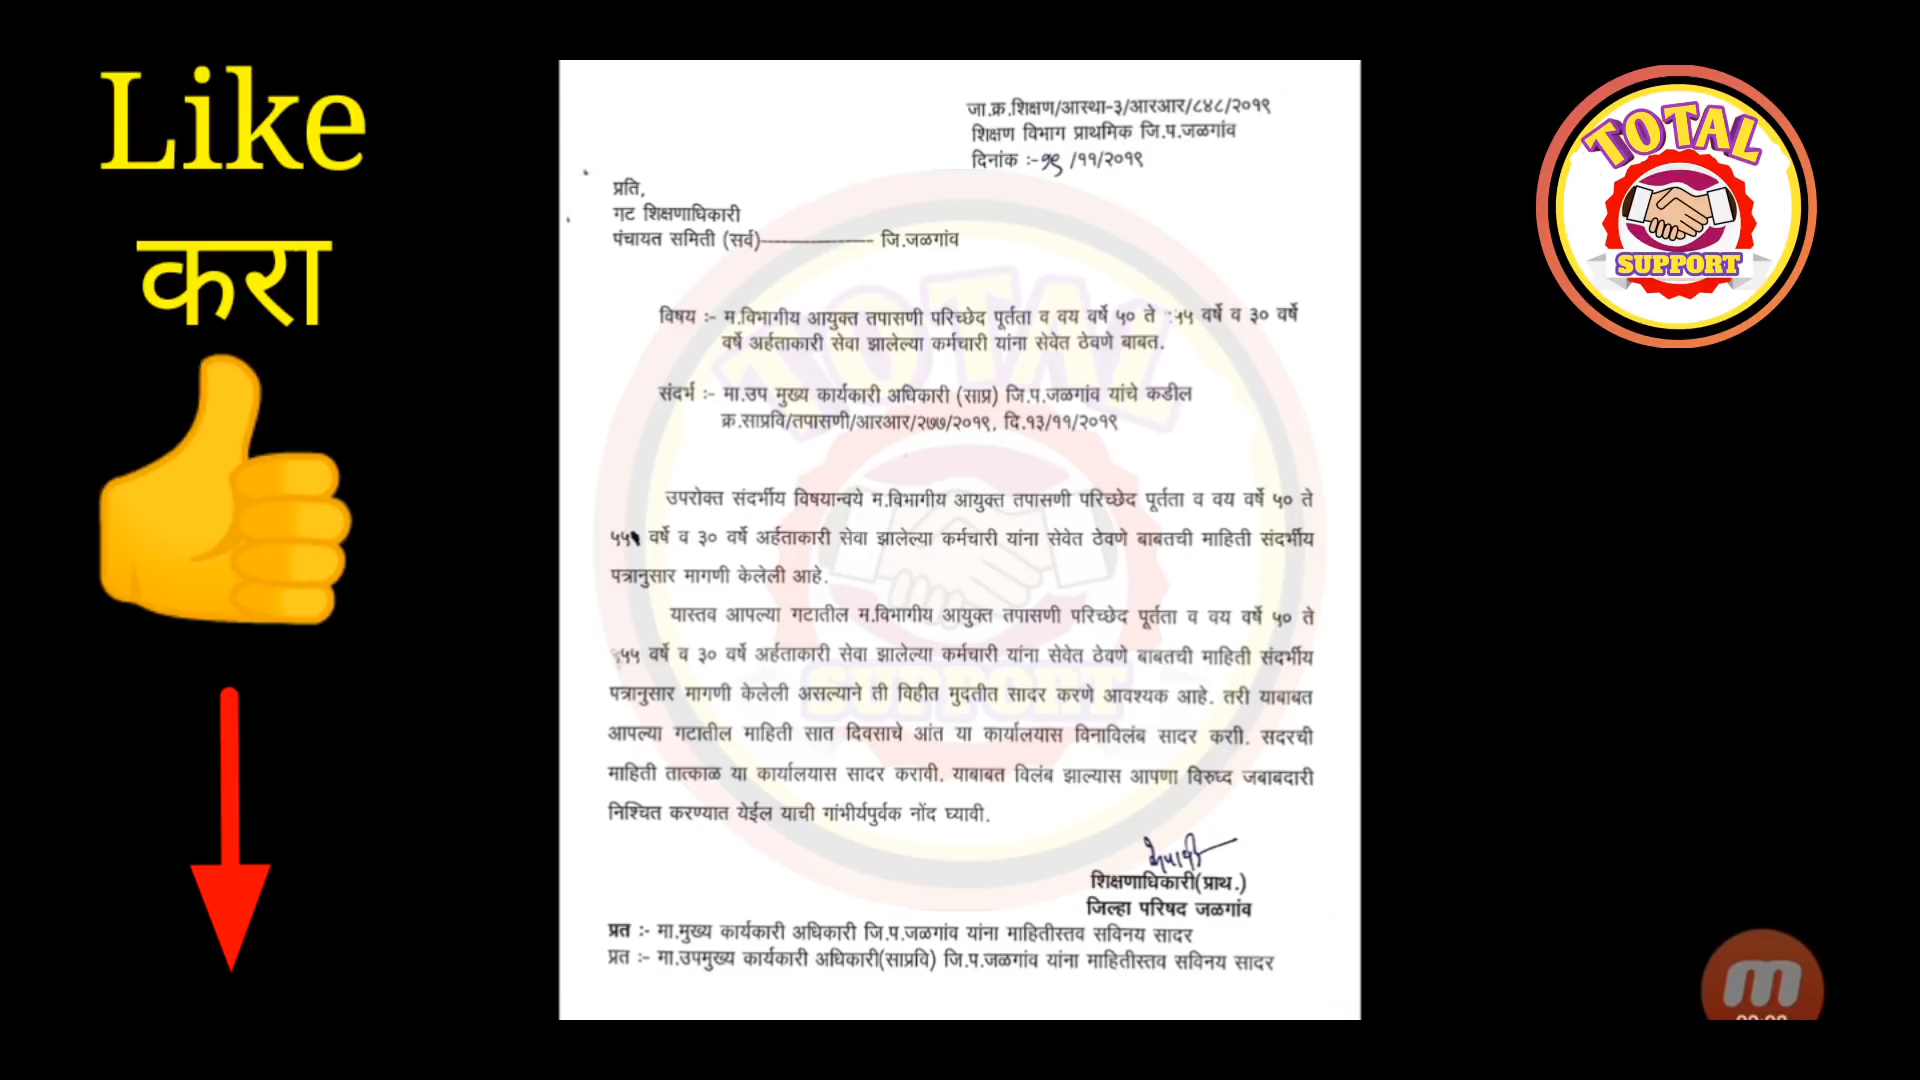 Like
करा
TOTAL
SUPPORT
जा.क्र.शिक्षण/आस्था-३/आरआर/८४८/२०१९
शिक्षण विभाग प्राथमिक जि.प.जळगांव
दिनांक :-१९/११/२०१९
प्रति,
गट शिक्षणाधिकारी
पंचायत समिती (सर्व)---------------- जि.जळगांव
विषय :- म.विभागीय आयुक्त तपासणी परिच्छेद पूर्तता व वय वर्षे ५० ते ५५ वर्षे व ३० वर्षे
वर्षे अर्हताकारी सेवा झालेल्या कर्मचारी यांना सेवेत ठेवणे बाबत.
संदर्भ :- मा.उप मुख्य कार्यकारी अधिकारी (साप्र) जि.प.जळगांव यांचे कडील
क्र.साप्रवि/तपासणी/आरआर/२७७/२०१९, दि.१३/११/२०१९
उपरोक्त संदर्भीय विषयान्वये म.विभागीय आयुक्त तपासणी परिच्छेद पूर्तता व वय वर्षे ५० ते
५५ वर्षे व ३० वर्षे अर्हताकारी सेवा झालेल्या कर्मचारी यांना सेवेत ठेवणे बाबतची माहिती संदर्भीय
पत्रानुसार मागणी केलेली आहे.
यास्तव आपल्या गटातील म.विभागीय आयुक्त तपासणी परिच्छेद पूर्तता व वय वर्षे ५० ते
५५ वर्षे व ३० वर्षे अर्हताकारी सेवा झालेल्या कर्मचारी यांना सेवेत ठेवणे बाबतची माहिती संदर्भीय
पत्रानुसार मागणी केलेली असल्याने ती विहीत मुदतीत सादर करणे आवश्यक आहे. तरी याबाबत
आपल्या गटातील माहिती सात दिवसाचे आंत या कार्यालयास विनाविलंब सादर कराी. सदरची
माहिती तात्काळ या कार्यालयास सादर करावी. याबाबत विलंब झाल्यास आपणा विरुध्द जबाबदारी
निश्चित करण्यात येईल याची गांभीर्यपुर्वक नोंद घ्यावी.
शिक्षणाधिकारी(प्राथ.)
जिल्हा परिषद जळगांव
प्रत :- मा.मुख्य कार्यकारी अधिकारी जि.प.जळगांव यांना माहितीस्तव सविनय सादर
प्रत :- मा.उपमुख्य कार्यकारी अधिकारी(साप्रवि) जि.प.जळगांव यांना माहितीस्तव सविनय सादर